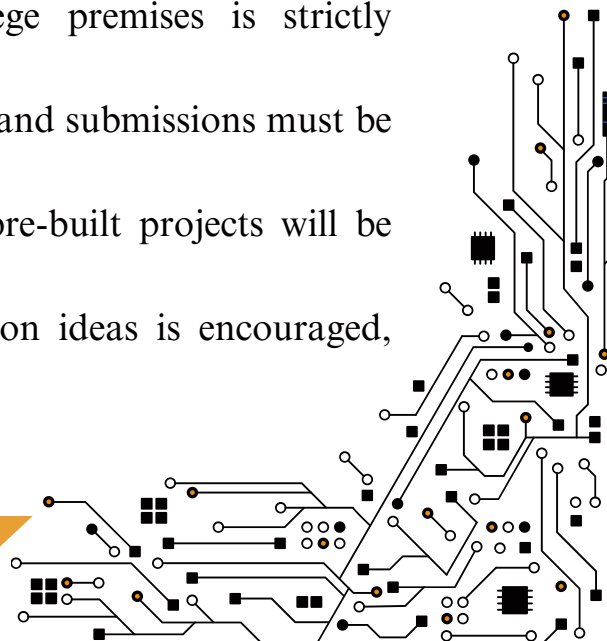 ege premises is strictly
and submissions must be
pre-built projects will be
on ideas is encouraged,